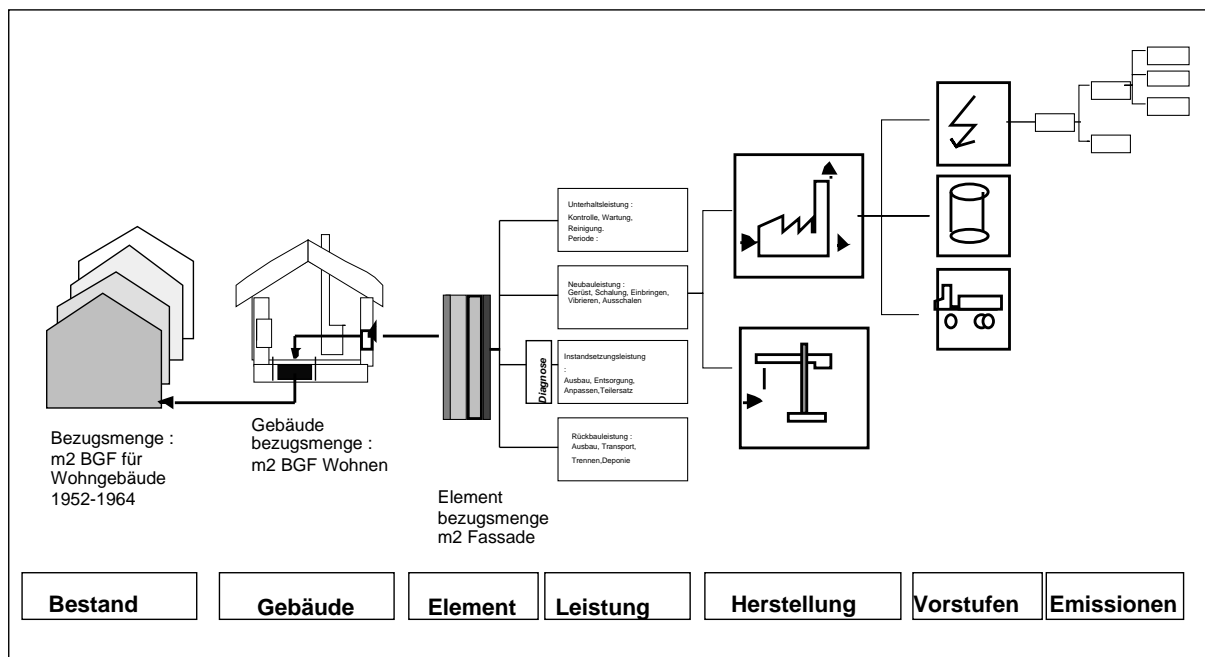 Unterhaltsleistung :
Kontrolle, Wartung,
Reinigung.
Periode :
Neubauleistung :
Gerüst, Schalung, Einbringen,
Vibrieren, Ausschalen
Diagnose
Instandsetzungsleistung
:
Ausbau, Entsorgung,
Anpassen,Teilersatz
Rückbauleistung :
Ausbau, Transport,
Trennen,Deponie
Bezugsmenge :
m2 BGF für
Wohngebäude
1952-1964
Gebäude
bezugsmenge :
m2 BGF Wohnen
Element
bezugsmenge
m2 Fassade
Bestand
Gebäude
Element
Leistung
Herstellung
Vorstufen
Emissionen